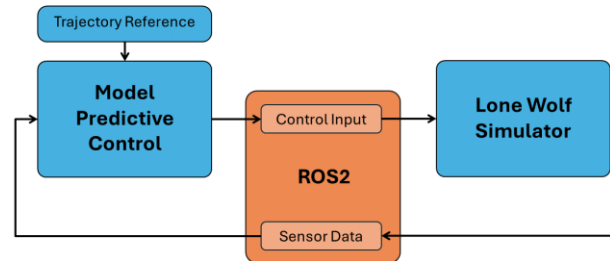 Trajectory Reference
Model
Predictive
Control
Control Input
ROS2
Sensor Data
Lone Wolf
Simulator